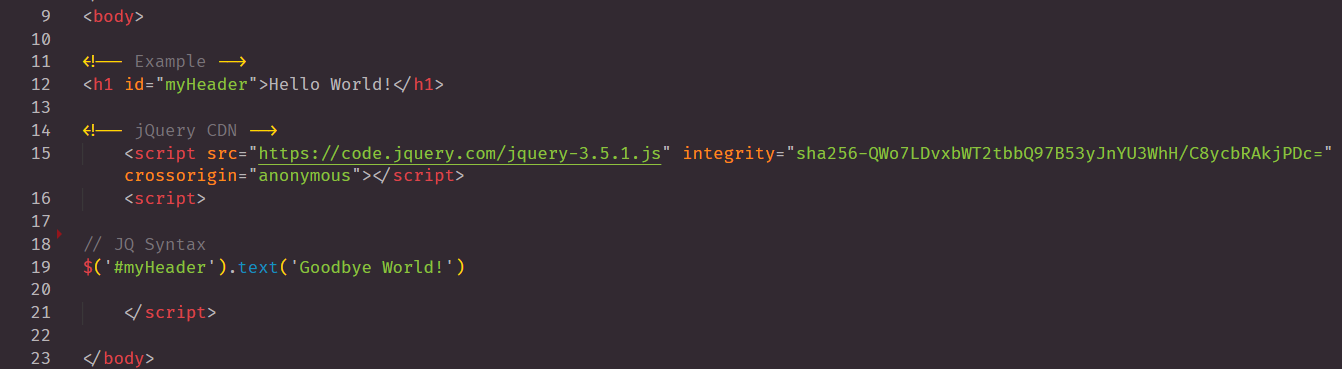 9 <body>
10
11 <!-- Example -->
12 <h1 id="myHeader">Hello World!</h1>
13
14 <!-- jQuery CDN -->
15 <script src="https://code.jquery.com/jquery-3.5.1.js" integrity="sha256-QWo7LDvxbWT2tbbQ97B53yJnYU3WhH/C8ycbRAkjPDc="
crossorigin="anonymous"></script>
16 <script>
17
18 // JQ Syntax
19 $('#myHeader').text('Goodbye World!')
20
21 </script>
22
23 </body>